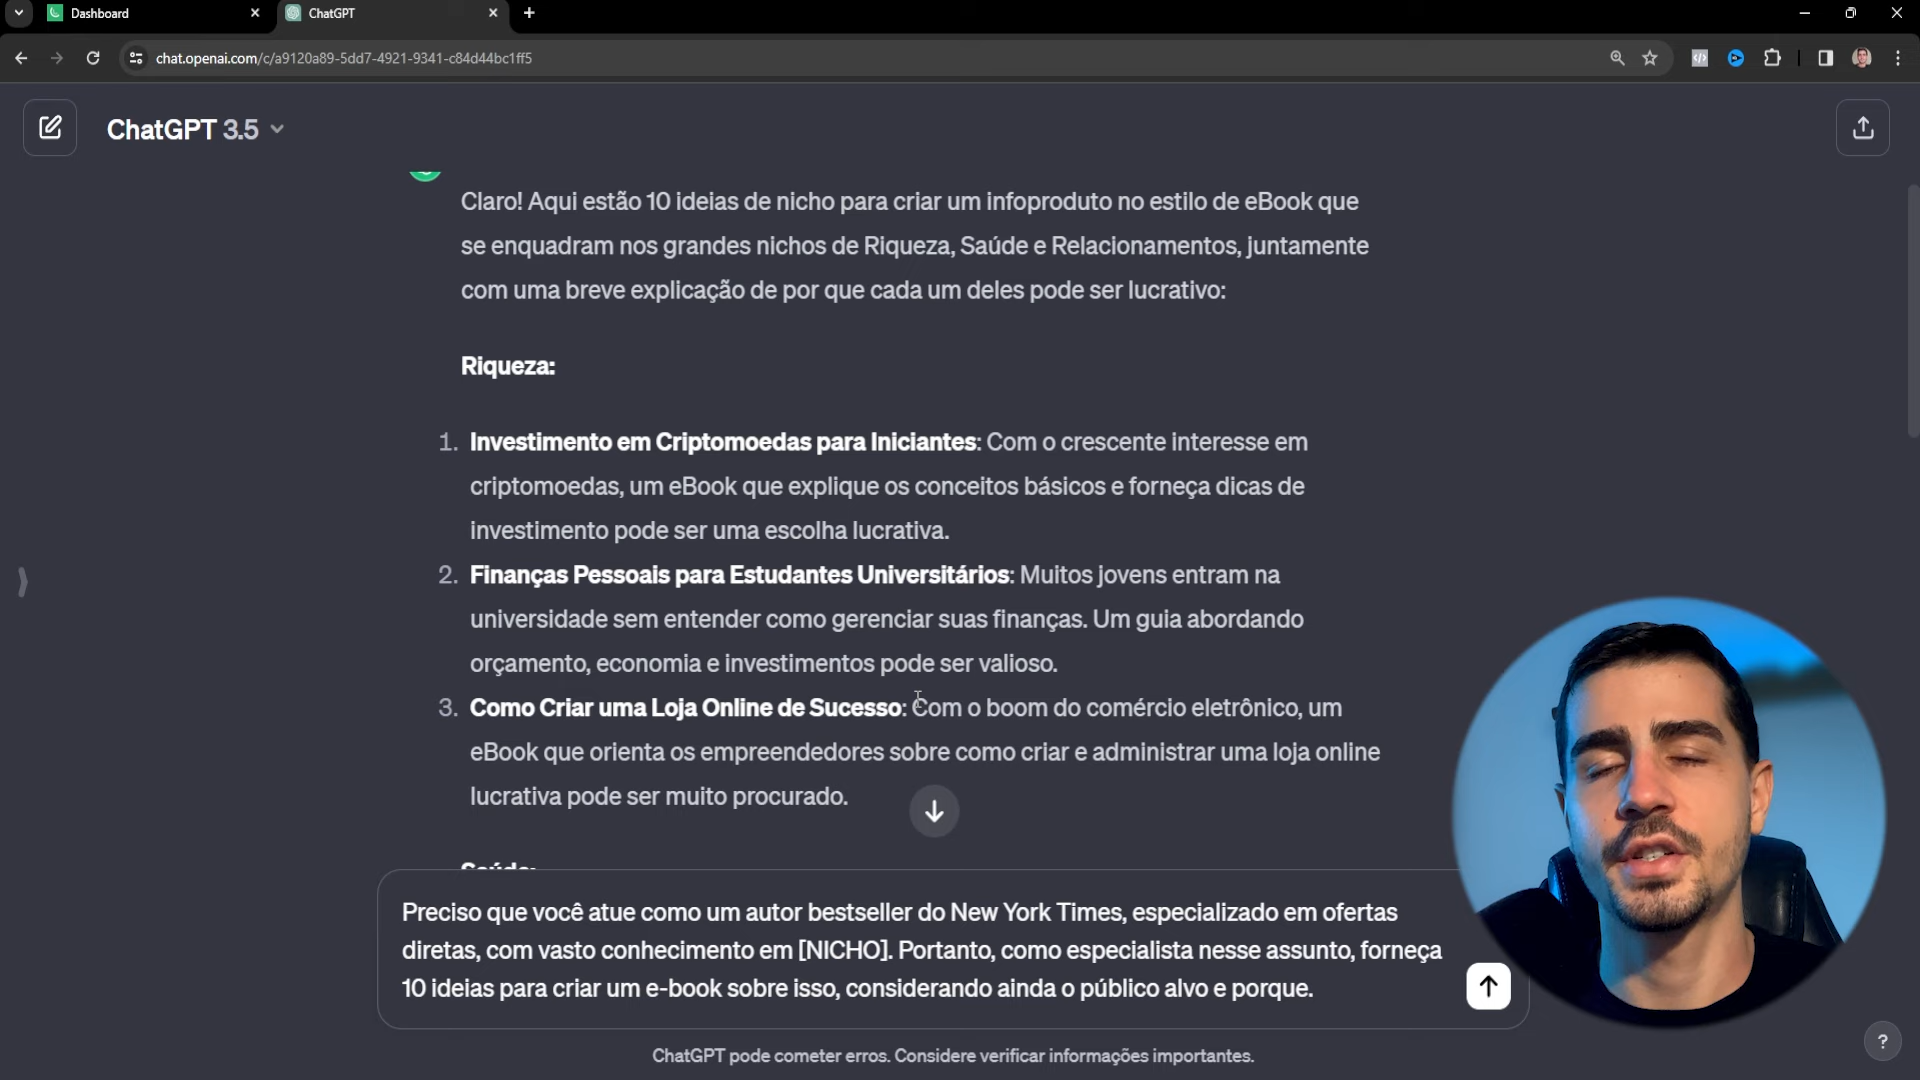 Dashboard
ChatGPT
chat.openai.com/c/a9120a89-5dd7-4921-9341-c84d44bc1ff5
ChatGPT 3.5
Claro! Aqui estão 10 ideias de nicho para criar um infoproduto no estilo de eBook que
se enquadram nos grandes nichos de Riqueza, Saúde e Relacionamentos, juntamente
com uma breve explicação de por que cada um deles pode ser lucrativo:
Riqueza:
1. Investimento em Criptomoedas para Iniciantes: Com o crescente interesse em
criptomoedas, um eBook que explique os conceitos básicos e forneça dicas de
investimento pode ser uma escolha lucrativa.
2. Finanças Pessoais para Estudantes Universitários: Muitos jovens entram na
universidade sem entender como gerenciar suas finanças. Um guia abordando
orçamento, economia e investimentos pode ser valioso.
3. Como Criar uma Loja Online de Sucesso: Com o boom do comércio eletrônico, um
eBook que orienta os empreendedores sobre como criar e administrar uma loja online
lucrativa pode ser muito procurado.
Saúde:
Preciso que você atue como um autor bestseller do New York Times, especializado em ofertas
diretas, com vasto conhecimento em [NICHO]. Portanto, como especialista nesse assunto, forneça
10 ideias para criar um e-book sobre isso, considerando ainda o público alvo e porque.
ChatGPT pode cometer erros. Considere verificar informações importantes.
?